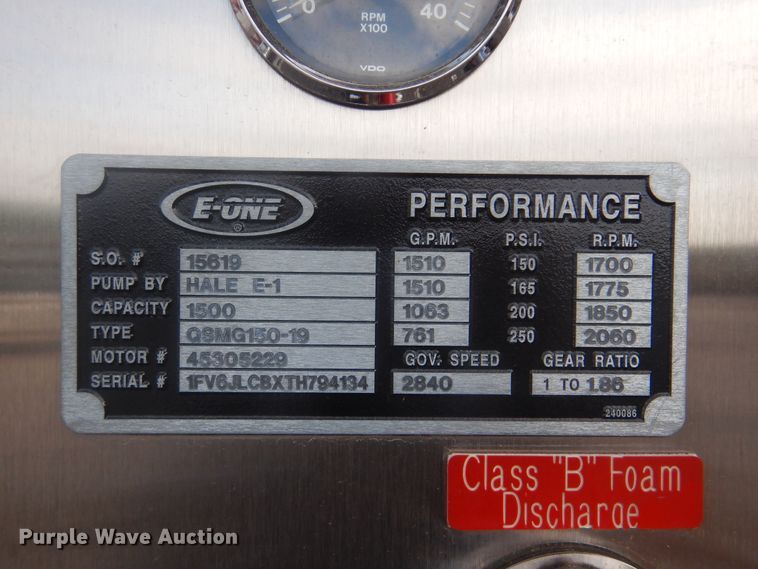 0 40
RPM
X100
VDO
E-ONE
®
PERFORMANCE
G.P.M. P.S.I. R.P.M.
S.O. # 15619 1510 150 1700
PUMP BY HALE E-1 1510 165 1775
CAPACITY 1500 1063 200 1850
TYPE QSMG150-19 761 250 2060
MOTOR # 45305229 GOV. SPEED GEAR RATIO
SERIAL # 1FV6JLCBXTH794134 2840 1 TO 1.86
240086
Class "B" Foam
Discharge
Purple Wave Auction